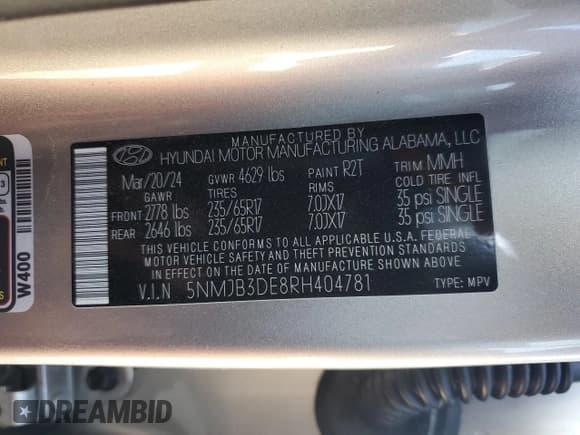 MANUFACTURED BY
HYUNDAI MOTOR MANUFACTURING ALABAMA, LLC
Mar/20/24 GVWR 4629 lbs PAINT R2T TRIM MMH
GAWR TIRES RIMS COLD TIRE INFL
FRDNT 2778 lbs 235/65R17 7.0JX17 35 psi SINGLE
REAR 2646 lbs 235/65R17 7.0JX17 35 psi SINGLE
THIS VEHICLE CONFORMS TO ALL APPLICABLE U.S.A. FEDERAL
MOTOR VEHICLE SAFETY AND THEFT PREVENTION STANDARDS
IN EFFECT ON THE DATE OF MANUFACTURE SHOWN ABOVE.
V.I.N 5NMJB3DE8RH404781 TYPE: MPV
W400
DREAMBID